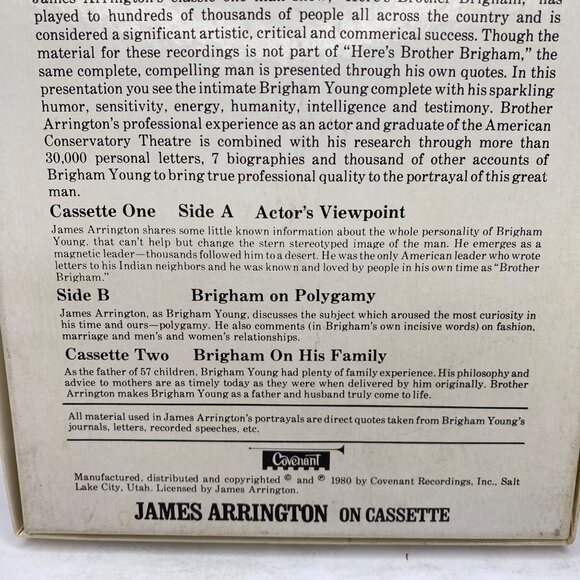 James Arrington's classic one-man show, "Here's Brother Brigham," has
played to hundreds of thousands of people all across the country and is
considered a significant artistic, critical and commerical success. Though the
material for these recordings is not part of "Here's Brother Brigham," the
same complete, compelling man is presented through his own quotes. In this
presentation you see the intimate Brigham Young complete with his sparkling
humor, sensitivity, energy, humanity, intelligence and testimony. Brother
Arrington's professional experience as an actor and graduate of the American
Conservatory Theatre is combined with his research through more than
30,000 personal letters, 7 biographies and thousand of other accounts of
Brigham Young to bring true professional quality to the portrayal of this great
man.
Cassette One Side A Actor's Viewpoint
James Arrington shares some little known information about the whole personality of Brigham
Young, that can't help but change the stern stereotyped image of the man. He emerges as a
magnetic leader—thousands followed him to a desert. He was the only American leader who wrote
letters to his Indian neighbors and he was known and loved by people in his own time as "Brother
Brigham."
Side B Brigham on Polygamy
James Arrington, as Brigham Young, discusses the subject which aroused the most curiosity in
his time and ours—polygamy. He also comments (in Brigham's own incisive words) on fashion,
marriage and men's and women's relationships.
Cassette Two Brigham On His Family
As the father of 57 children, Brigham Young had plenty of family experience. His philosophy and
advice to mothers are as timely today as they were when delivered by him originally. Brother
Arrington makes Brigham Young as a father and husband truly come to life.
All material used in James Arrington's portrayals are direct quotes taken from Brigham Young's
journals, letters, recorded speeches, etc.
Covenant
Manufactured, distributed and copyrighted © and ℗ 1980 by Covenant Recordings, Inc., Salt
Lake City, Utah. Licensed by James Arrington.
JAMES ARRINGTON ON CASSETTE